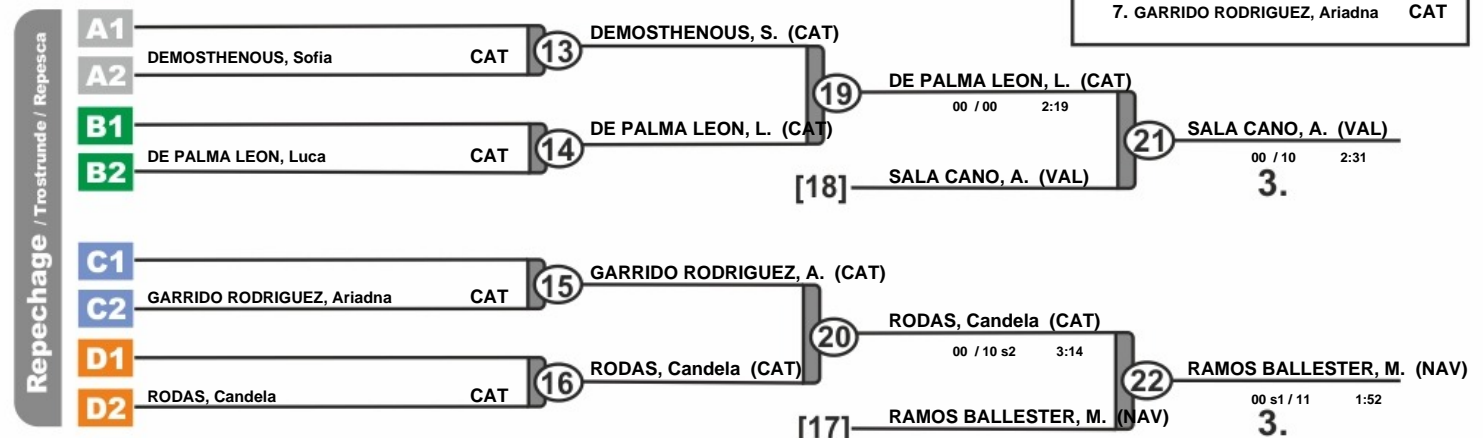 7. GARRIDO RODRIGUEZ, Ariadna CAT
Repechage / Trostrunde / Repesca
A1
DEMOSTHENOUS, Sofia CAT
A2
13
DEMOSTHENOUS, S. (CAT)
B1
DE PALMA LEON, Luca CAT
B2
14
DE PALMA LEON, L. (CAT)
19
DE PALMA LEON, L. (CAT)
00 / 00 2:19
[18]
SALA CANO, A. (VAL)
21
SALA CANO, A. (VAL)
00 / 10 2:31
3.
C1
GARRIDO RODRIGUEZ, Ariadna CAT
C2
15
GARRIDO RODRIGUEZ, A. (CAT)
D1
RODAS, Candela CAT
D2
16
RODAS, Candela (CAT)
20
RODAS, Candela (CAT)
00 / 10 s2 3:14
[17]
RAMOS BALLESTER, M. (NAV)
22
RAMOS BALLESTER, M. (NAV)
00 s1 / 11 1:52
3.